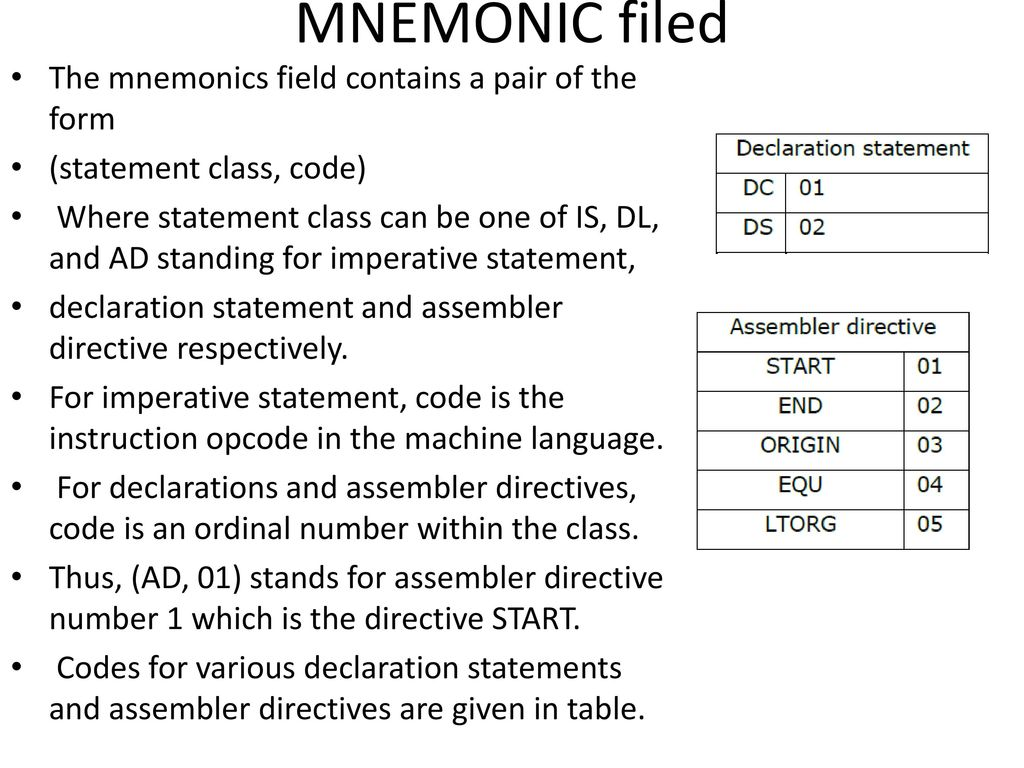 MNEMONIC filed
• The mnemonics field contains a pair of the
form
• (statement class, code)
• Where statement class can be one of IS, DL,
and AD standing for imperative statement,
• declaration statement and assembler
directive respectively.
• For imperative statement, code is the
instruction opcode in the machine language.
• For declarations and assembler directives,
code is an ordinal number within the class.
• Thus, (AD, 01) stands for assembler directive
number 1 which is the directive START.
• Codes for various declaration statements
and assembler directives are given in table.
Declaration statement
DC 01
DS 02
Assembler directive
START 01
END 02
ORIGIN 03
EQU 04
LTORG 05